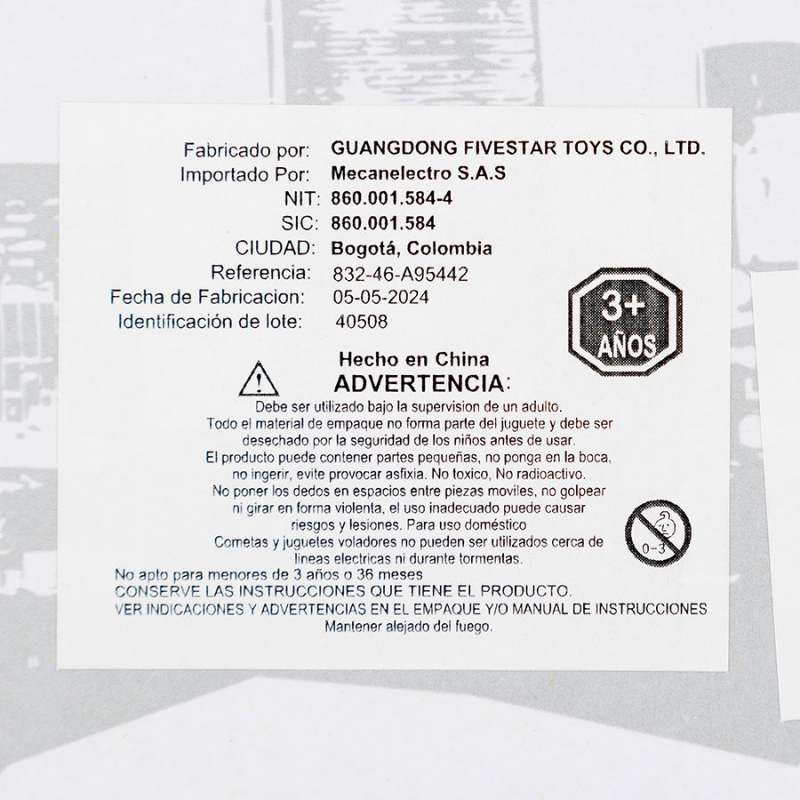 Fabricado por: GUANGDONG FIVESTAR TOYS CO., LTD.
Importado Por: Mecanelectro S.A.S
NIT: 860.001.584-4
SIC: 860.001.584
CIUDAD: Bogotá, Colombia
Referencia: 832-46-A95442
Fecha de Fabricacion: 05-05-2024
Identificación de lote: 40508
3+
AÑOS
Hecho en China
ADVERTENCIA:
Debe ser utilizado bajo la supervision de un adulto.
Todo el material de empaque no forma parte del juguete y debe ser
desechado por la seguridad de los niños antes de usar.
El producto puede contener partes pequeñas, no ponga en la boca,
no ingerir, evite provocar asfixia. No toxico, No radioactivo.
No poner los dedos en espacios entre piezas moviles, no golpear
ni girar en forma violenta, el uso inadecuado puede causar
riesgos y lesiones. Para uso doméstico
Cometas y juguetes voladores no pueden ser utilizados cerca de
lineas electricas ni durante tormentas.
0-3
No apto para menores de 3 años o 36 meses
CONSERVE LAS INSTRUCCIONES QUE TIENE EL PRODUCTO.
VER INDICACIONES Y ADVERTENCIAS EN EL EMPAQUE Y/O MANUAL DE INSTRUCCIONES
Mantener alejado del fuego.